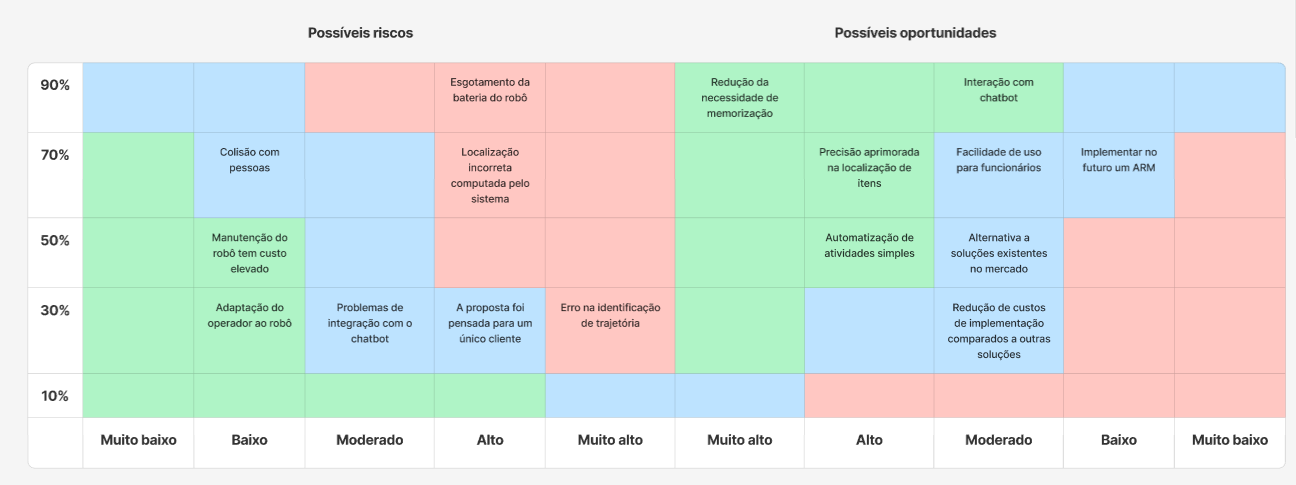 Possíveis riscos
Possíveis oportunidades
90%
Esgotamento da
bateria do robô
Redução da
necessidade de
memorização
Interação com
chatbot
70%
Colisão com
pessoas
Localização
incorreta
computada pelo
sistema
Precisão aprimorada
na localização de
itens
Facilidade de uso
para funcionários
Implementar no
futuro um ARM
50%
Manutenção do
robô tem custo
elevado
Automatização de
atividades simples
Alternativa a
soluções existentes
no mercado
30%
Adaptação do
operador ao robô
Problemas de
integração com o
chatbot
A proposta foi
pensada para um
único cliente
Erro na identificação
de trajetória
Redução de custos
de implementação
comparados a outras
soluções
10%
Muito baixo
Baixo
Moderado
Alto
Muito alto
Muito alto
Alto
Moderado
Baixo
Muito baixo